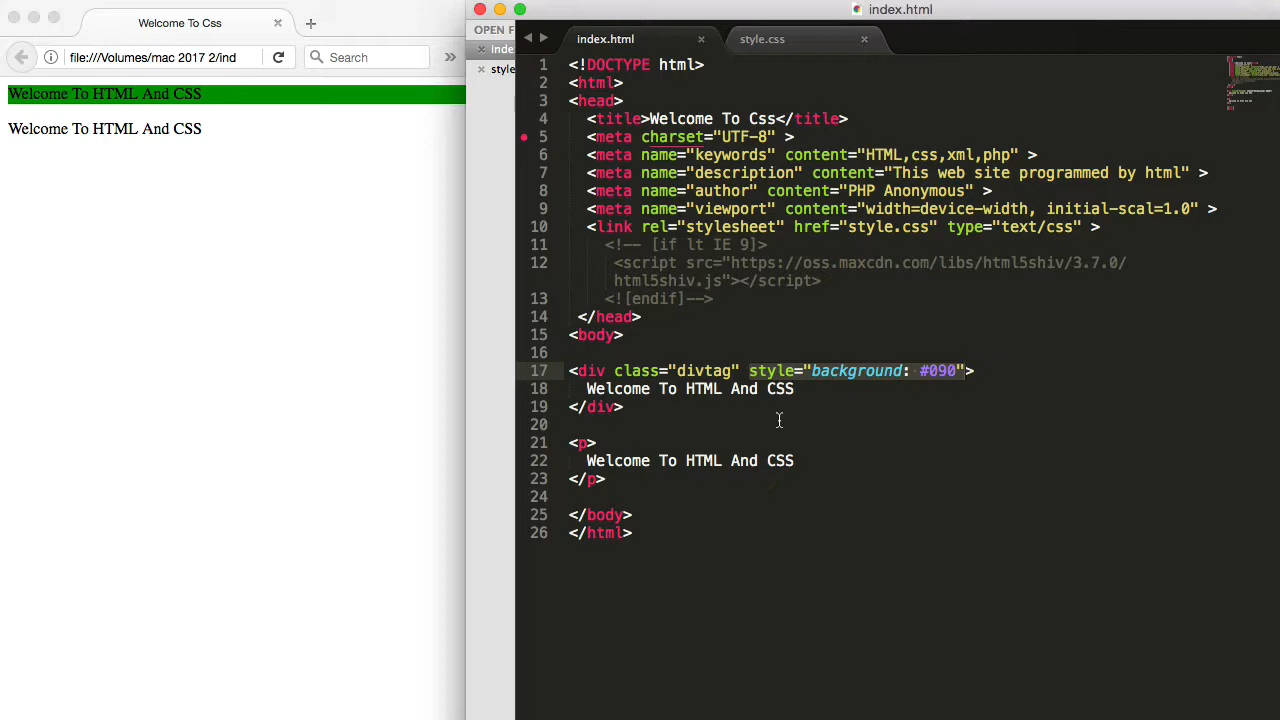 Welcome To Css
file:///Volumes/mac 2017 2/ind
Search
Welcome To HTML And CSS
Welcome To HTML And CSS
index.html
OPEN F
inde
style
index.html
style.css
1 <!DOCTYPE html>
2 <html>
3 <head>
4 <title>Welcome To Css</title>
5 <meta charset="UTF-8" >
6 <meta name="keywords" content="HTML,css,xml,php" >
7 <meta name="description" content="This web site programmed by html" >
8 <meta name="author" content="PHP Anonymous" >
9 <meta name="viewport" content="width=device-width, initial-scal=1.0" >
10 <link rel="stylesheet" href="style.css" type="text/css" >
11 <!-- [if lt IE 9]>
12 <script src="https://oss.maxcdn.com/libs/html5shiv/3.7.0/
html5shiv.js"></script>
13 <![endif]-->
14 </head>
15 <body>
16
17 <div class="divtag" style="background: #090">
18 Welcome To HTML And CSS
19 </div>
20
21 <p>
22 Welcome To HTML And CSS
23 </p>
24
25 </body>
26 </html>